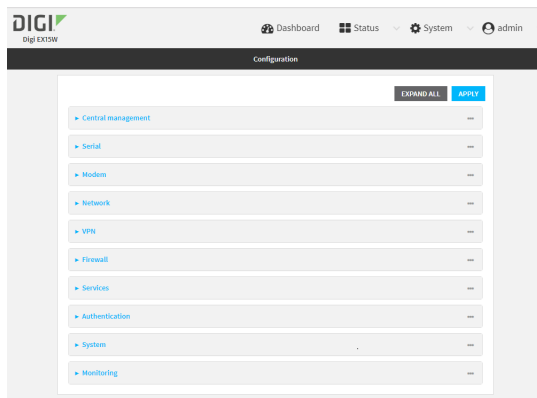 DIGI
Digi EX15W
Dashboard Status System admin
Configuration
EXPAND ALL APPLY
Central management
Serial
Modem
Network
VPN
Firewall
Services
Authentication
System
Monitoring